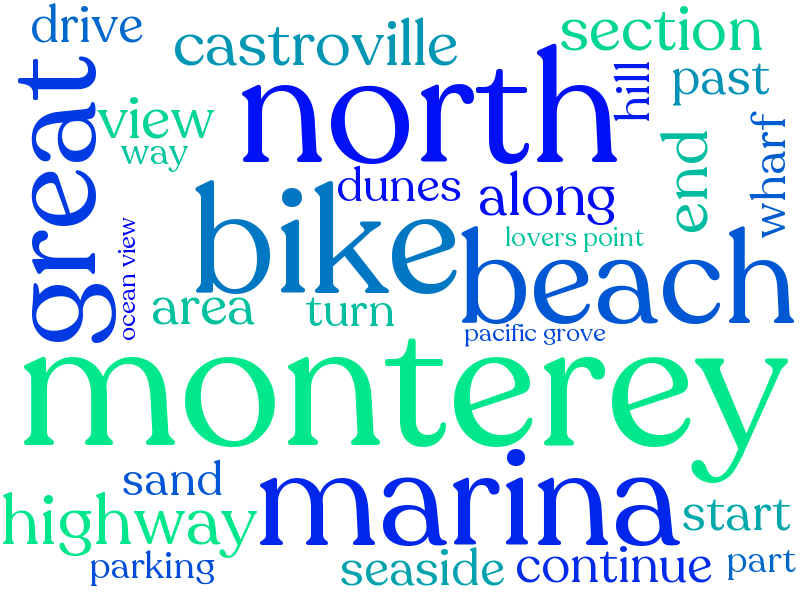 drive
castroville
section
great
north
hill
past
view
way
end
wharf
dunes
along
bike
lovers point
beach
ocean view
area
turn
pacific grove
monterey
sand
marina
highway
start
parking
seaside
continue
part